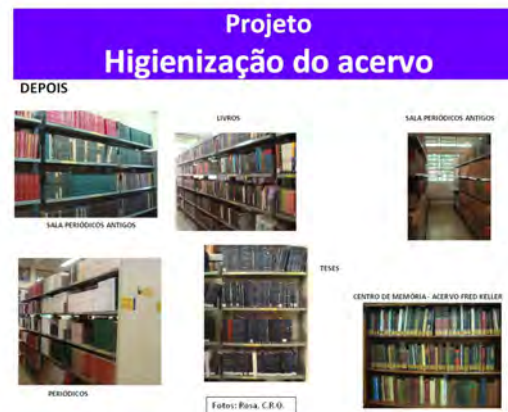 Projeto
Higienização do acervo
DEPOIS
LIVROS
SALA PERIÓDICOS ANTIGOS
SALA PERIÓDICOS ANTIGOS
TESES
CENTRO DE MEMÓRIA - ACERVO FRED KELLER
PERIÓDICOS
Fotos: Rosa, C.R.O.